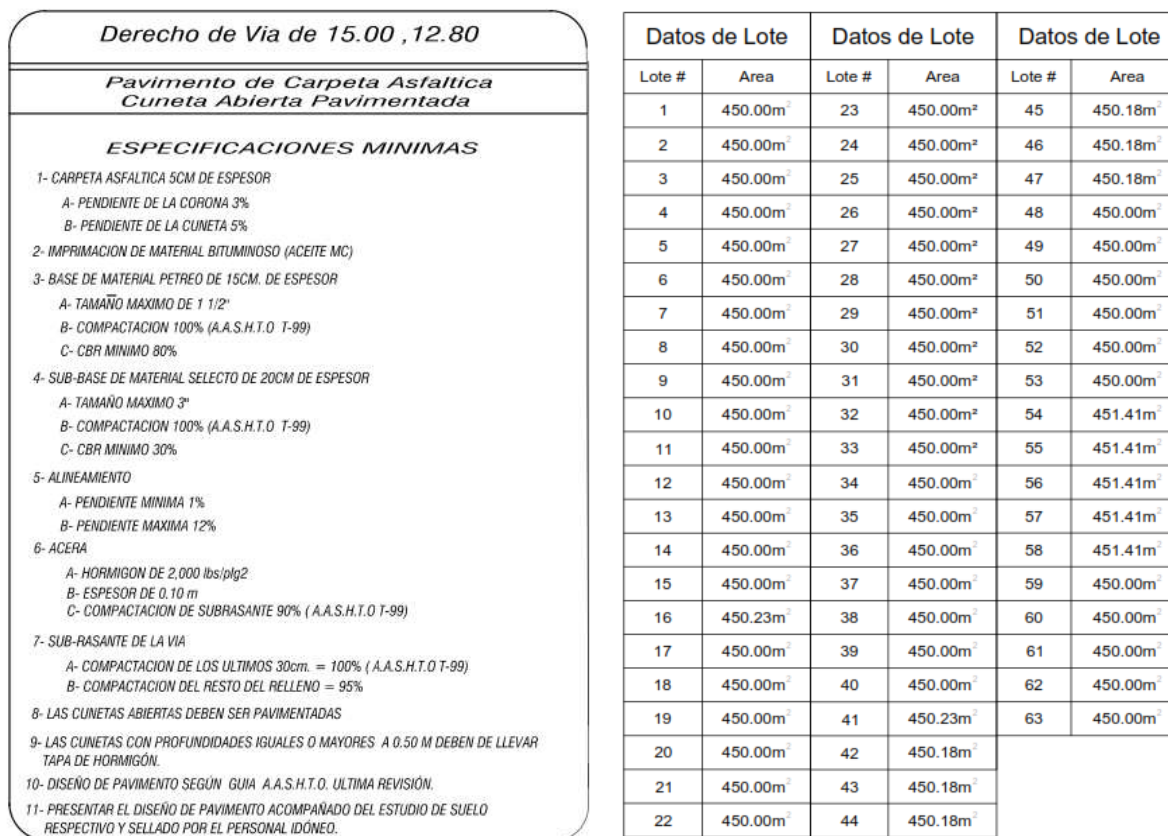 Derecho de Via de 15.00 ,12.80
Pavimento de Carpeta Asfaltica
Cuneta Abierta Pavimentada
ESPECIFICACIONES MINIMAS
1- CARPETA ASFALTICA 5CM DE ESPESOR
A- PENDIENTE DE LA CORONA 3%
B- PENDIENTE DE LA CUNETA 5%
2- IMPRIMACION DE MATERIAL BITUMINOSO (ACEITE MC)
3- BASE DE MATERIAL PETREO DE 15CM. DE ESPESOR
A- TAMAÑO MAXIMO DE 1 1/2"
B- COMPACTACION 100% (A.A.S.H.T.O T-99)
C- CBR MINIMO 80%
4- SUB-BASE DE MATERIAL SELECTO DE 20CM DE ESPESOR
A- TAMAÑO MAXIMO 3"
B- COMPACTACION 100% (A.A.S.H.T.O T-99)
C- CBR MINIMO 30%
5- ALINEAMIENTO
A- PENDIENTE MINIMA 1%
B- PENDIENTE MAXIMA 12%
6- ACERA
A- HORMIGON DE 2,000 lbs/plg2
B- ESPESOR DE 0.10 m
C- COMPACTACION DE SUBRASANTE 90% ( A.A.S.H.T.O T-99)
7- SUB-RASANTE DE LA VIA
A- COMPACTACION DE LOS ULTIMOS 30cm. = 100% ( A.A.S.H.T.O T-99)
B- COMPACTACION DEL RESTO DEL RELLENO = 95%
8- LAS CUNETAS ABIERTAS DEBEN SER PAVIMENTADAS
9- LAS CUNETAS CON PROFUNDIDADES IGUALES O MAYORES A 0.50 M DEBEN DE LLEVAR
TAPA DE HORMIGÓN.
10- DISEÑO DE PAVIMENTO SEGÚN GUIA A.A.S.H.T.O. ULTIMA REVISIÓN.
11- PRESENTAR EL DISEÑO DE PAVIMENTO ACOMPAÑADO DEL ESTUDIO DE SUELO
RESPECTIVO Y SELLADO POR EL PERSONAL IDÓNEO.
Datos de Lote Datos de Lote Datos de Lote
Lote # Area Lote # Area Lote # Area
1 450.00m² 23 450.00m² 45 450.18m²
2 450.00m² 24 450.00m² 46 450.18m²
3 450.00m² 25 450.00m² 47 450.18m²
4 450.00m² 26 450.00m² 48 450.00m²
5 450.00m² 27 450.00m² 49 450.00m²
6 450.00m² 28 450.00m² 50 450.00m²
7 450.00m² 29 450.00m² 51 450.00m²
8 450.00m² 30 450.00m² 52 450.00m²
9 450.00m² 31 450.00m² 53 450.00m²
10 450.00m² 32 450.00m² 54 451.41m²
11 450.00m² 33 450.00m² 55 451.41m²
12 450.00m² 34 450.00m² 56 451.41m²
13 450.00m² 35 450.00m² 57 451.41m²
14 450.00m² 36 450.00m² 58 451.41m²
15 450.00m² 37 450.00m² 59 450.00m²
16 450.23m² 38 450.00m² 60 450.00m²
17 450.00m² 39 450.00m² 61 450.00m²
18 450.00m² 40 450.00m² 62 450.00m²
19 450.00m² 41 450.23m² 63 450.00m²
20 450.00m² 42 450.18m²
21 450.00m² 43 450.18m²
22 450.00m² 44 450.18m²